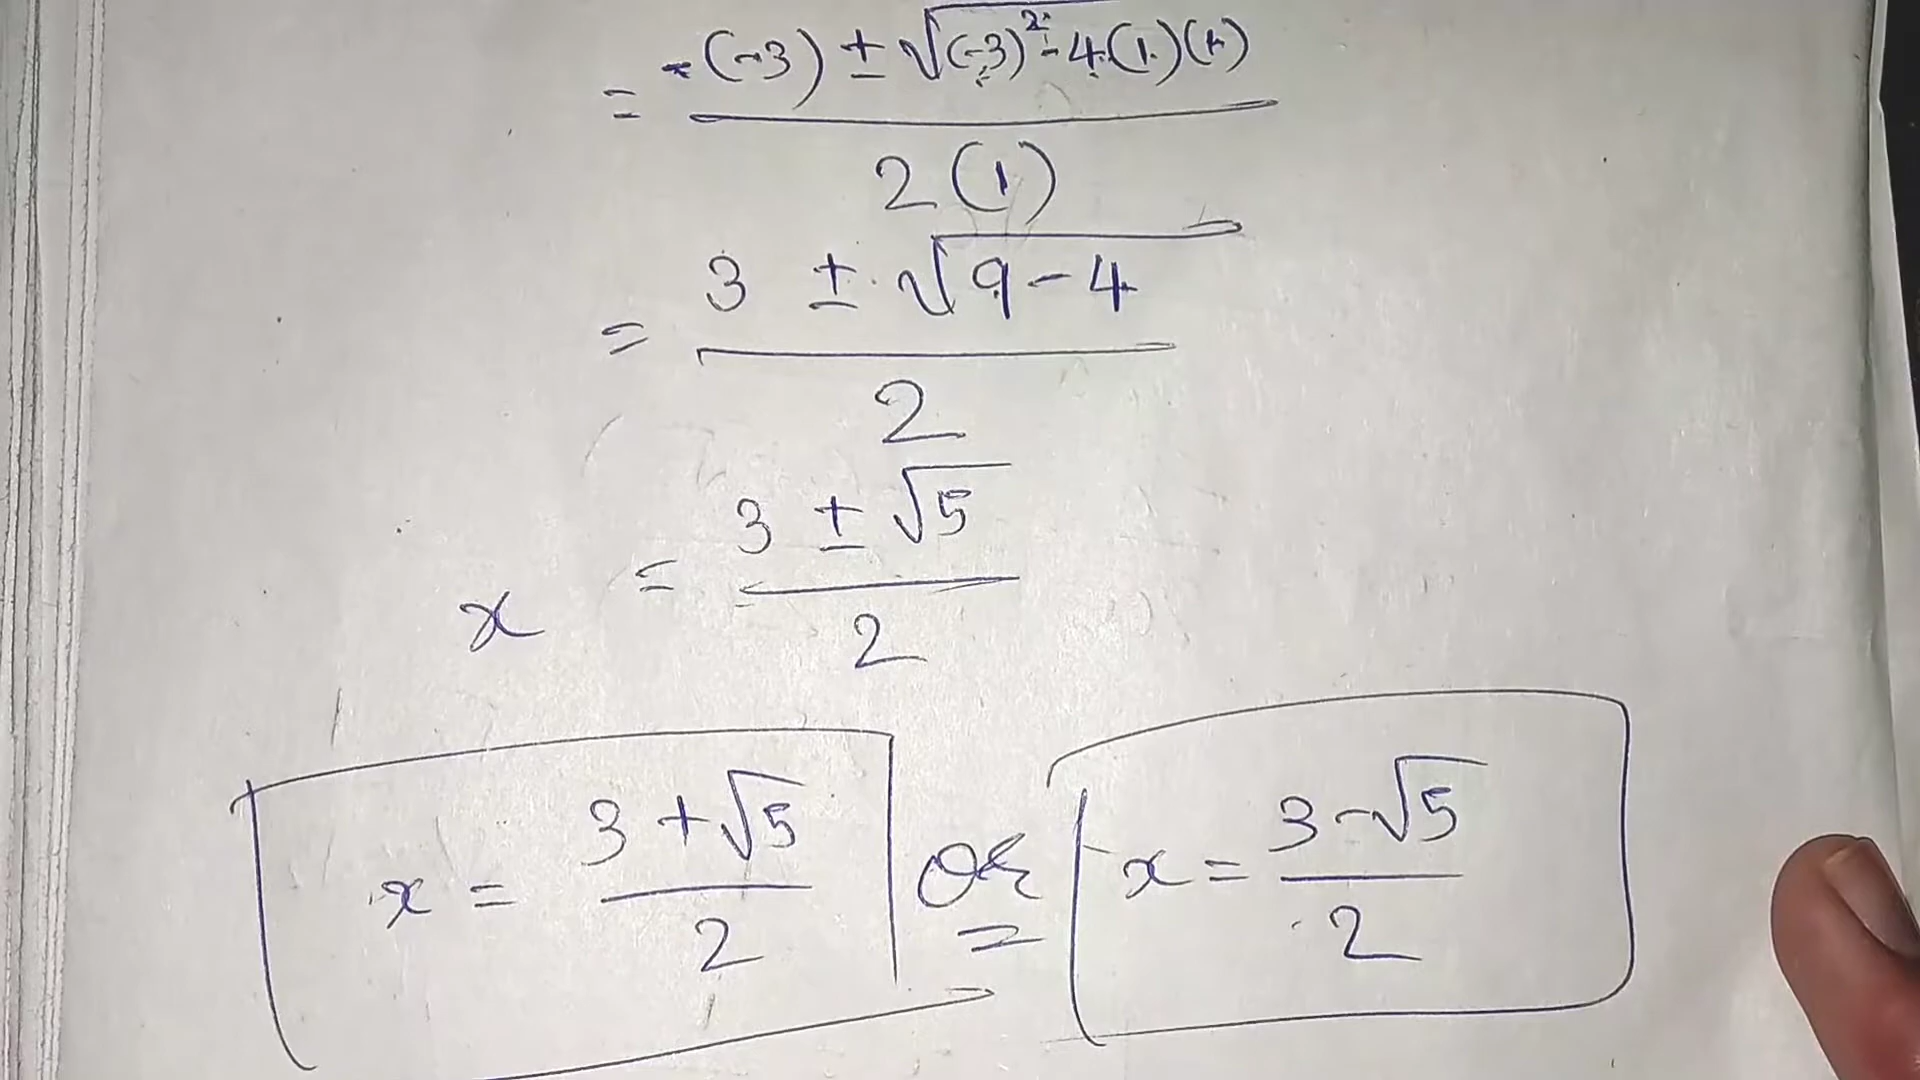 = (-(-3) ± √((-3)² - 4(1)(1))) / 2(1)
= (3 ± √(9 - 4)) / 2
x = (3 ± √5) / 2
x = (3 + √5) / 2 OR x = (3 - √5) / 2